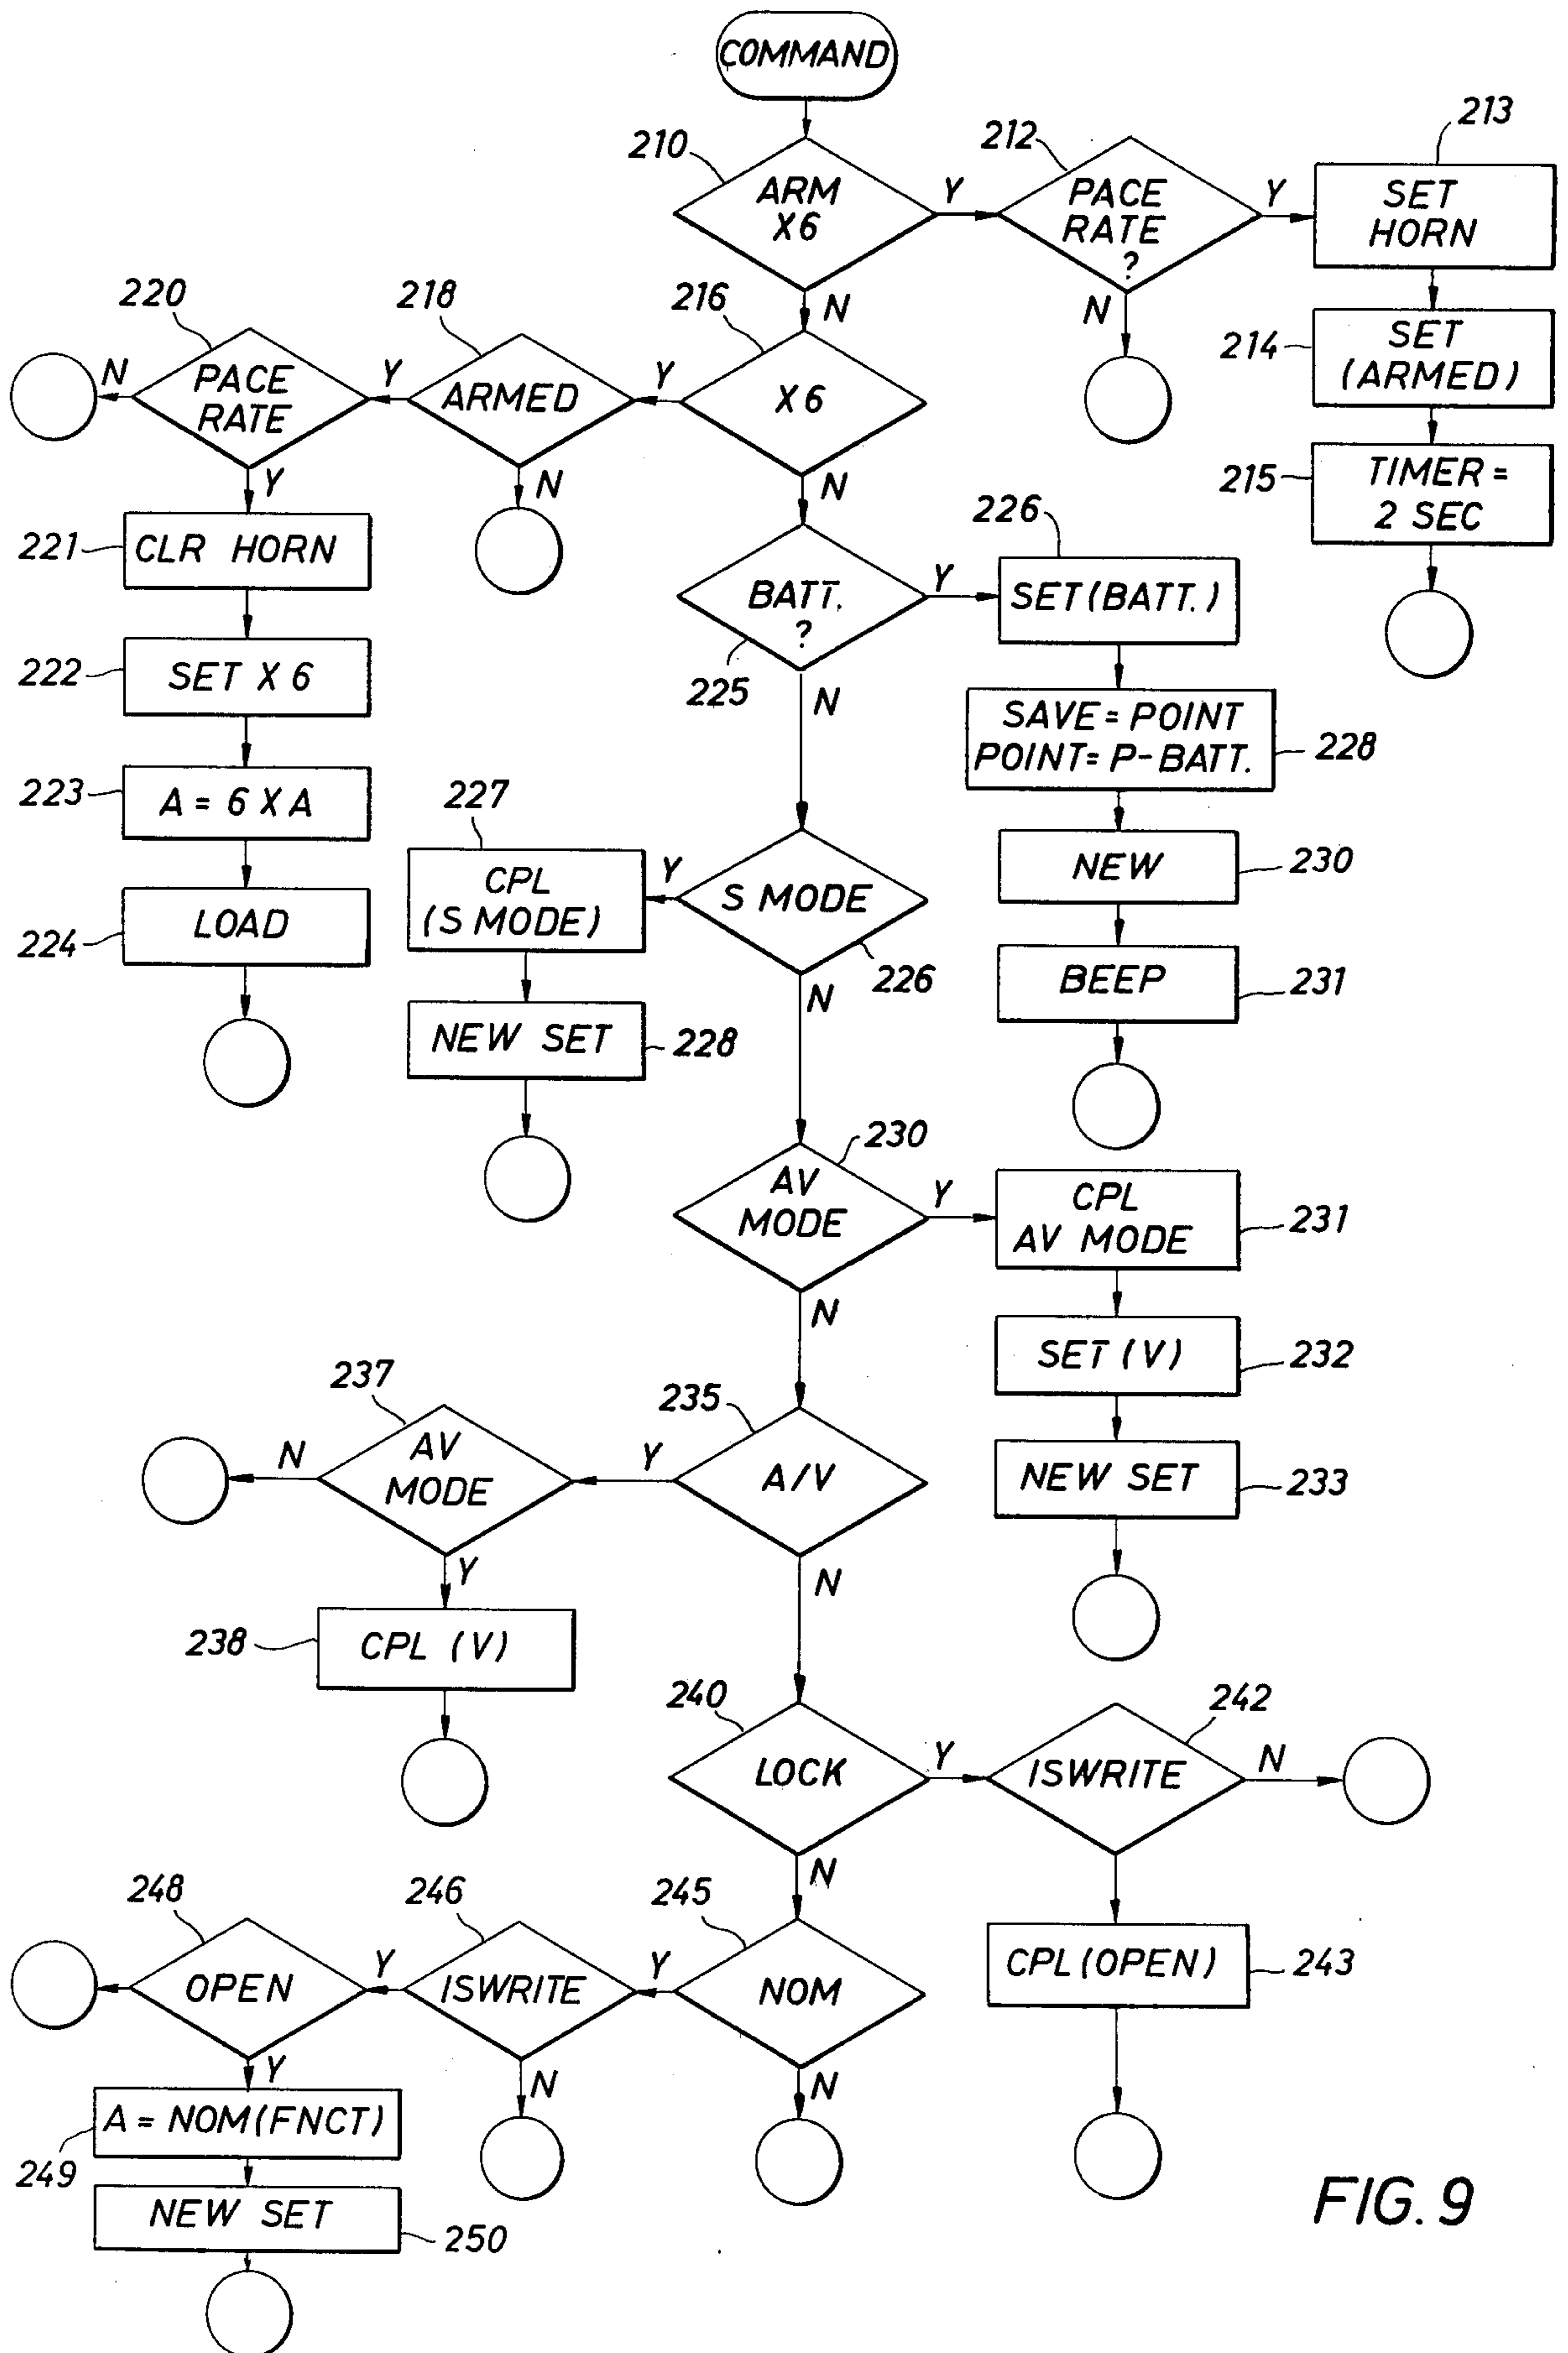 COMMAND
210
ARM
X6
Y
N
212
PACE
RATE
?
Y
N
213
SET
HORN
214
SET
(ARMED)
215
TIMER =
2 SEC
216
X6
Y
N
218
ARMED
Y
N
220
PACE
RATE
N
Y
221
CLR HORN
222
SET X 6
223
A = 6 X A
224
LOAD
BATT.
?
225
Y
N
226
SET (BATT.)
SAVE = POINT
POINT = P-BATT.
228
NEW
230
BEEP
231
S MODE
226
Y
N
227
CPL
(S MODE)
NEW SET
228
230
AV
MODE
Y
N
CPL
AV MODE
231
SET (V)
232
NEW SET
233
235
A/V
Y
N
237
AV
MODE
N
Y
238
CPL (V)
240
LOCK
Y
N
242
ISWRITE
N
CPL (OPEN)
243
245
NOM
Y
N
246
ISWRITE
Y
N
248
OPEN
Y
A = NOM (FNCT)
249
NEW SET
250
FIG. 9